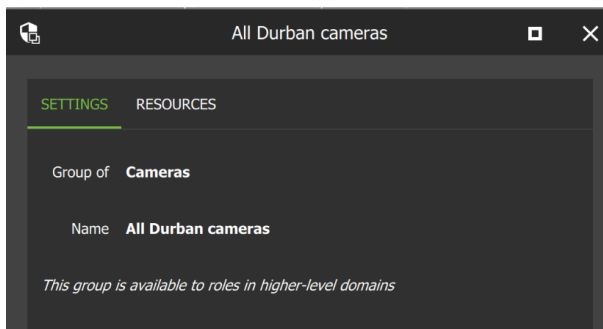 All Durban cameras
SETTINGS RESOURCES
Group of Cameras
Name All Durban cameras
This group is available to roles in higher-level domains